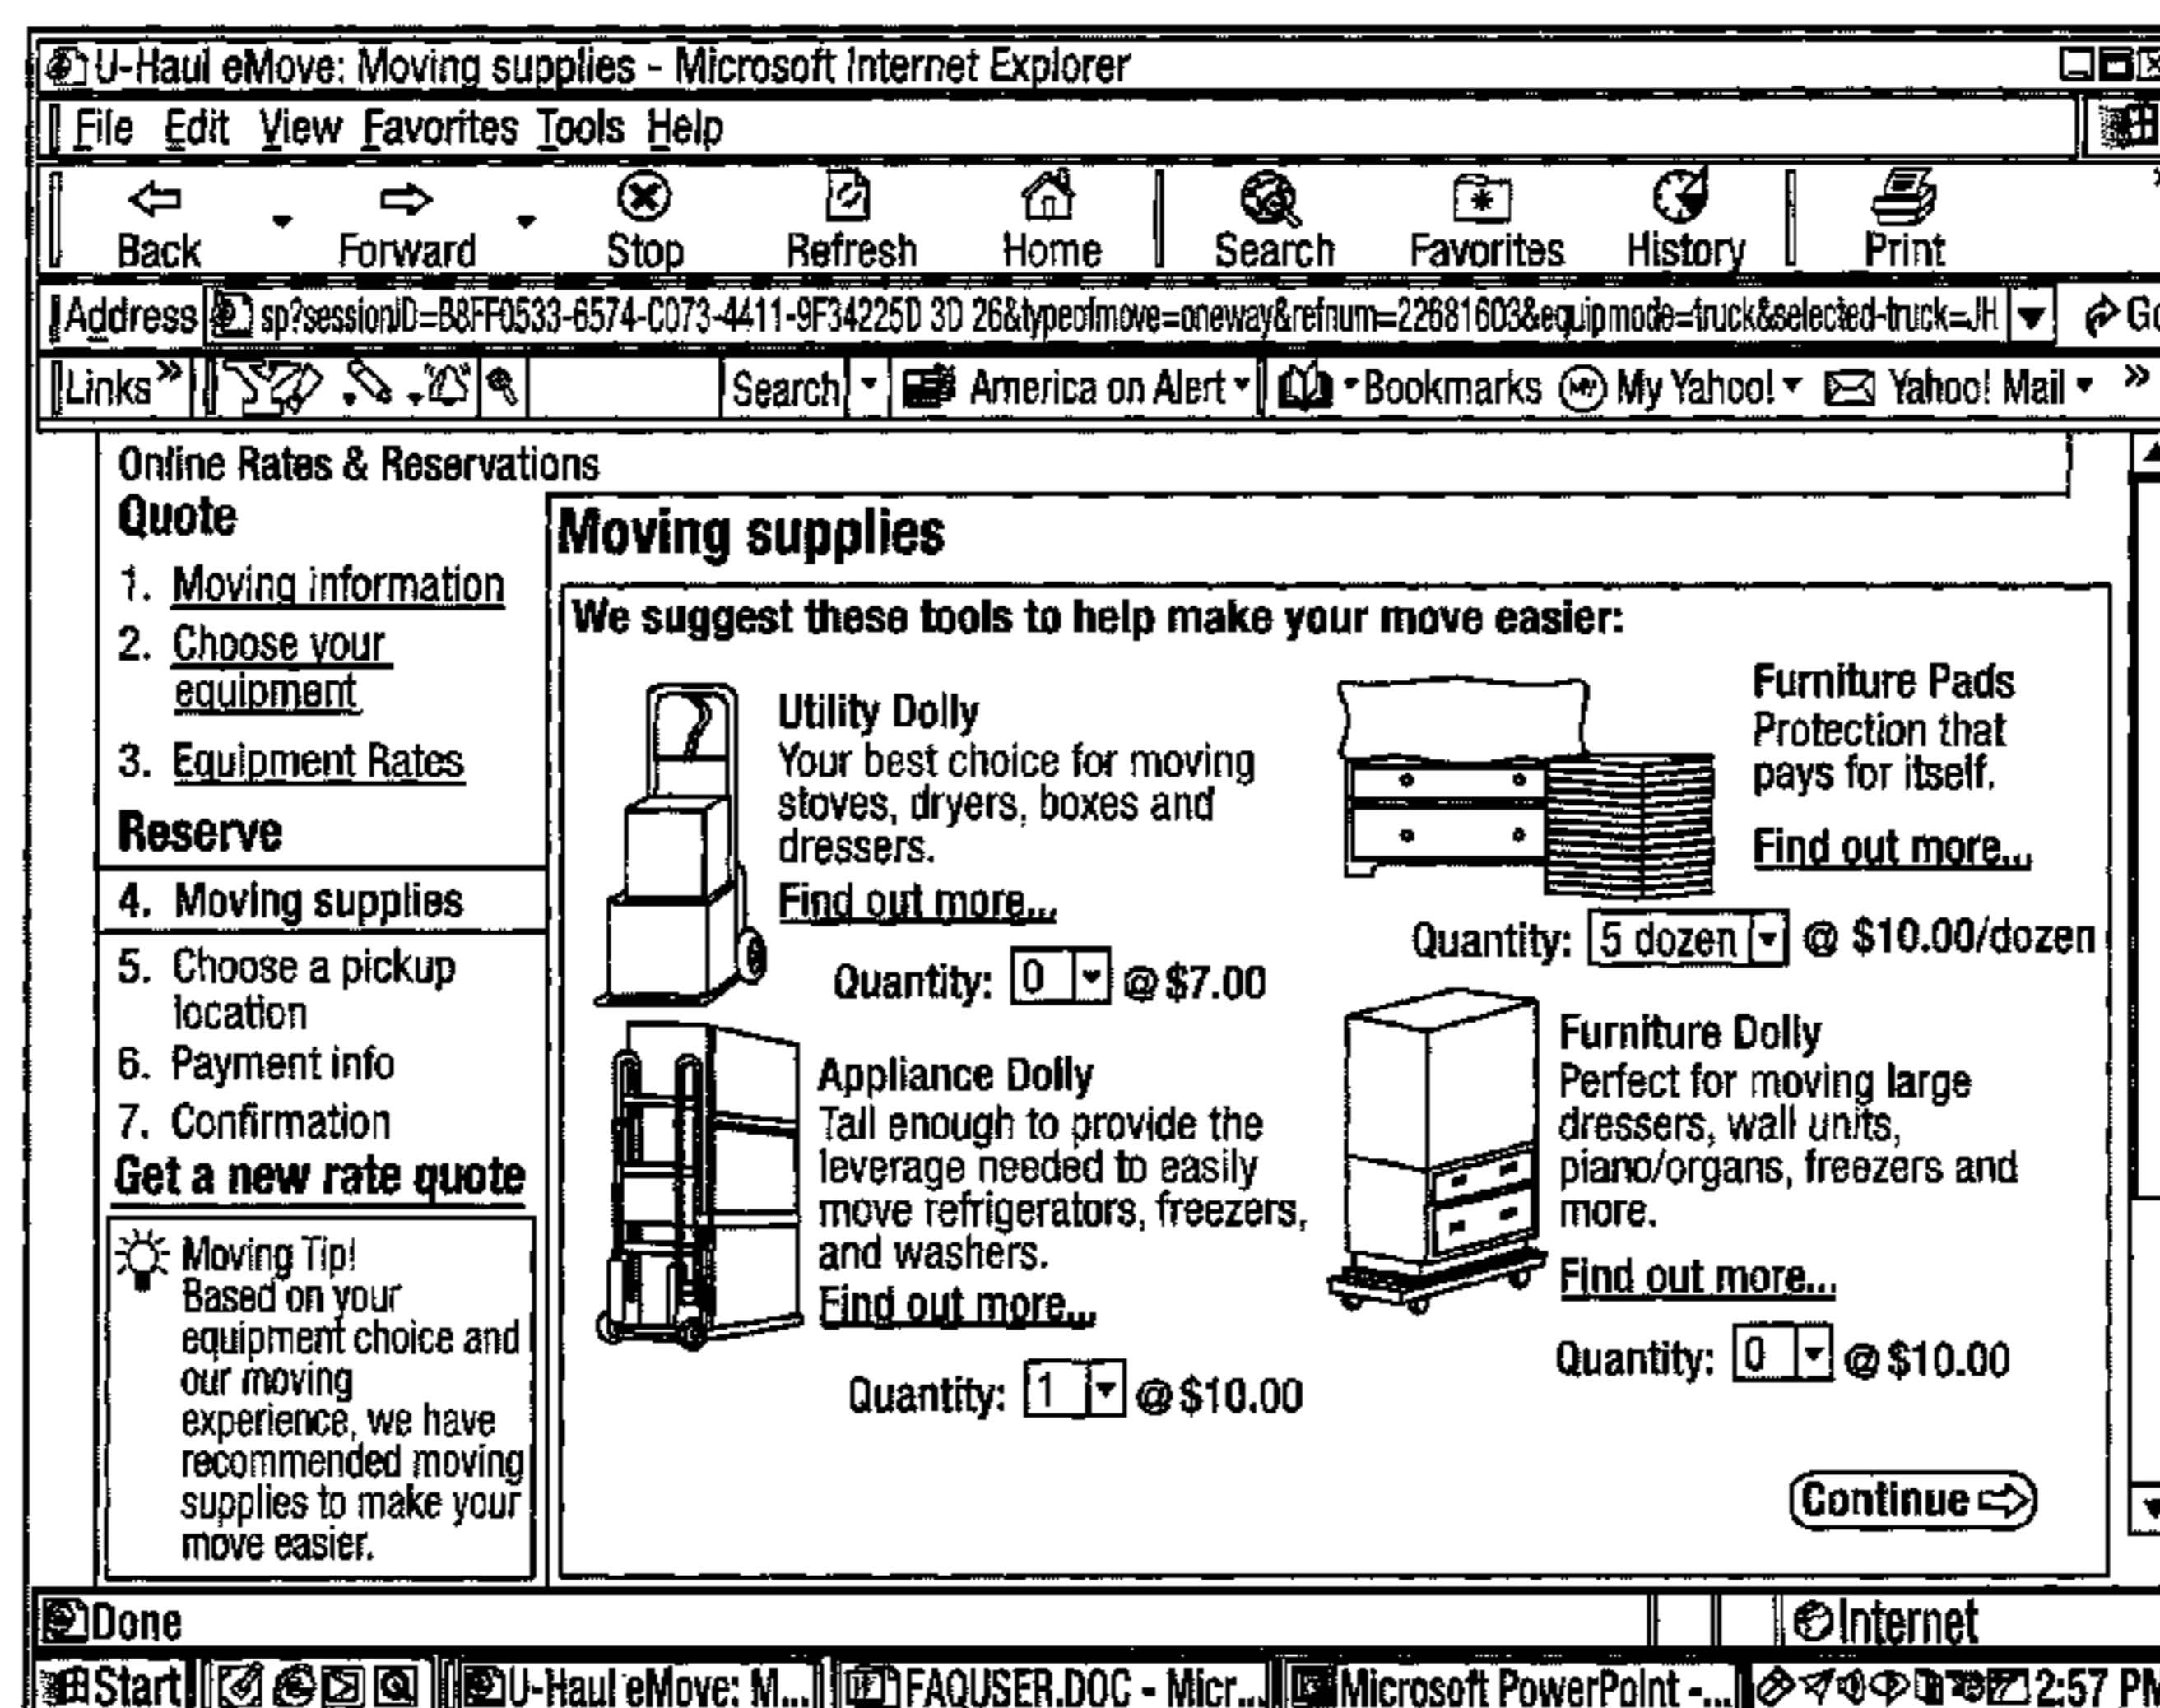 U-Haul eMove: Moving supplies - Microsoft Internet Explorer
File Edit View Favorites Tools Help
Back Forward Stop Refresh Home Search Favorites History Print
Address sp?sessionID=B8FF0533-6574-C073-4411-9F34225D 3D 26&typeofmove=oneway&refnum=22681603&equipmode=truck&selected-truck=JH Go
Links Search America on Alert Bookmarks My Yahoo! Yahoo! Mail
Online Rates & Reservations
Quote
1. Moving information
2. Choose your
equipment
3. Equipment Rates
Reserve
4. Moving supplies
5. Choose a pickup
location
6. Payment info
7. Confirmation
Get a new rate quote
Moving Tip!
Based on your
equipment choice and
our moving
experience, we have
recommended moving
supplies to make your
move easier.
Moving supplies
We suggest these tools to help make your move easier:
Utility Dolly
Your best choice for moving
stoves, dryers, boxes and
dressers.
Find out more...
Quantity: 0 @ $7.00
Furniture Pads
Protection that
pays for itself.
Find out more...
Quantity: 5 dozen @ $10.00/dozen
Appliance Dolly
Tall enough to provide the
leverage needed to easily
move refrigerators, freezers,
and washers.
Find out more...
Quantity: 1 @ $10.00
Furniture Dolly
Perfect for moving large
dressers, wall units,
piano/organs, freezers and
more.
Find out more...
Quantity: 0 @ $10.00
Continue
Done Internet
Start U-Haul eMove: M... FAQUSER.DOC - Micr... Microsoft PowerPoint -... 2:57 PM